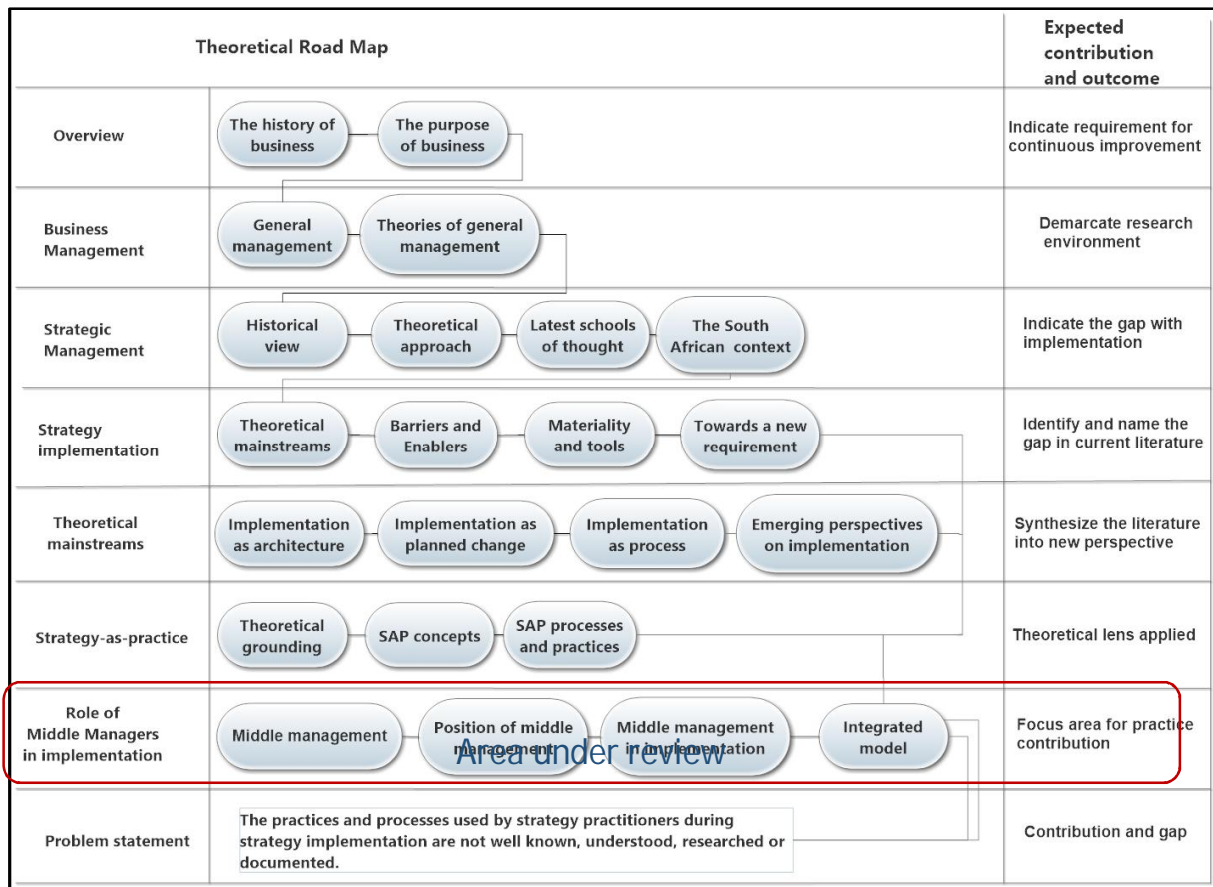 Theoretical Road Map
Expected
contribution
and outcome
Overview
The history of
business
The purpose
of business
Indicate requirement for
continuous improvement
Business
Management
General
management
Theories of general
management
Demarcate research
environment
Strategic
Management
Historical
view
Theoretical
approach
Latest schools
of thought
The South
African context
Indicate the gap with
implementation
Strategy
implementation
Theoretical
mainstreams
Barriers and
Enablers
Materiality
and tools
Towards a new
requirement
Identify and name the
gap in current literature
Theoretical
mainstreams
Implementation
as architecture
Implementation as
planned change
Implementation
as process
Emerging perspectives
on implementation
Synthesize the literature
into new perspective
Strategy-as-practice
Theoretical
grounding
SAP concepts
SAP processes
and practices
Theoretical lens applied
Role of
Middle Managers
in implementation
Middle management
Position of middle
management
Middle management
in implementation
Integrated
model
Area under review
Focus area for practice
contribution
Problem statement
The practices and processes used by strategy practitioners during
strategy implementation are not well known, understood, researched or
documented.
Contribution and gap